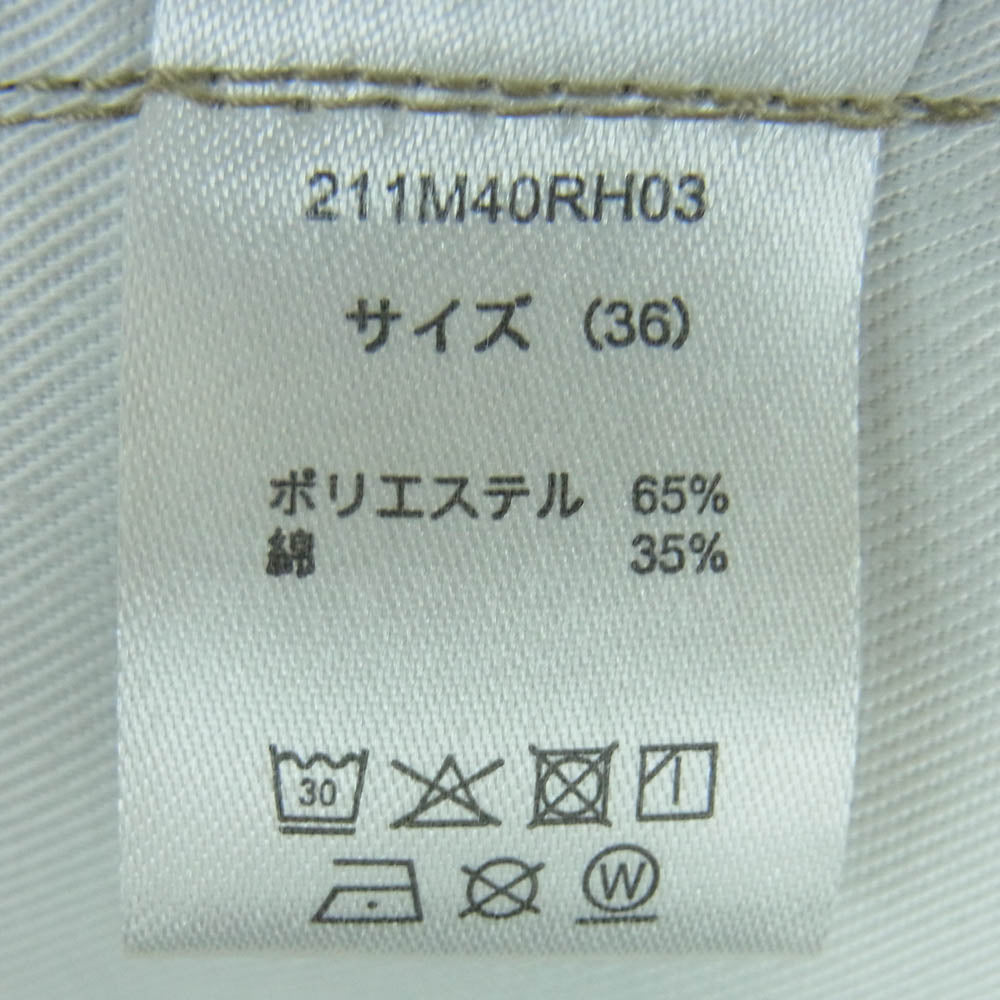 211M40RH03
サイズ (36)
ポリエステル 65%
綿 35%
30
W